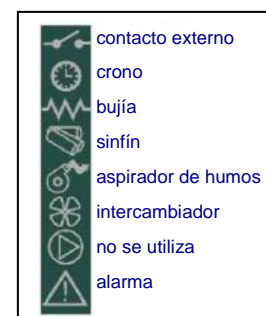 contacto externo
crono
bujía
sinfín
aspirador de humos
intercambiador
no se utiliza
alarma